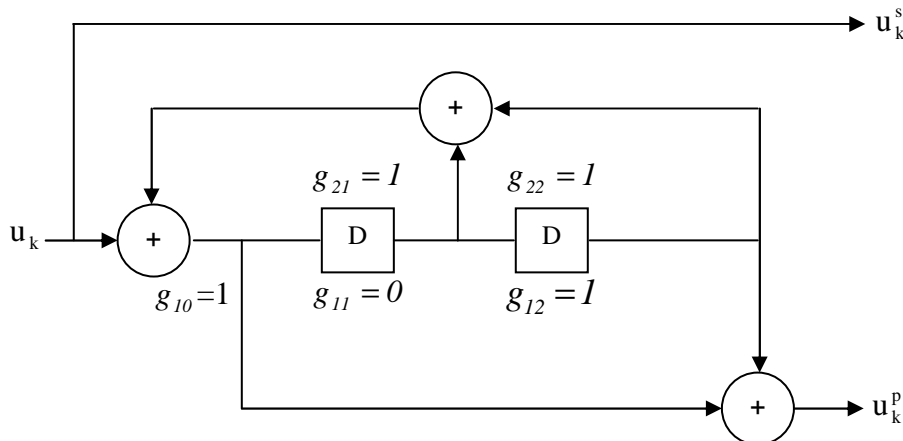 u_k^s
+
g_21 = 1 g_22 = 1
u_k + D D
g_10 =1 g_11 = 0 g_12 = 1
+ u_k^p